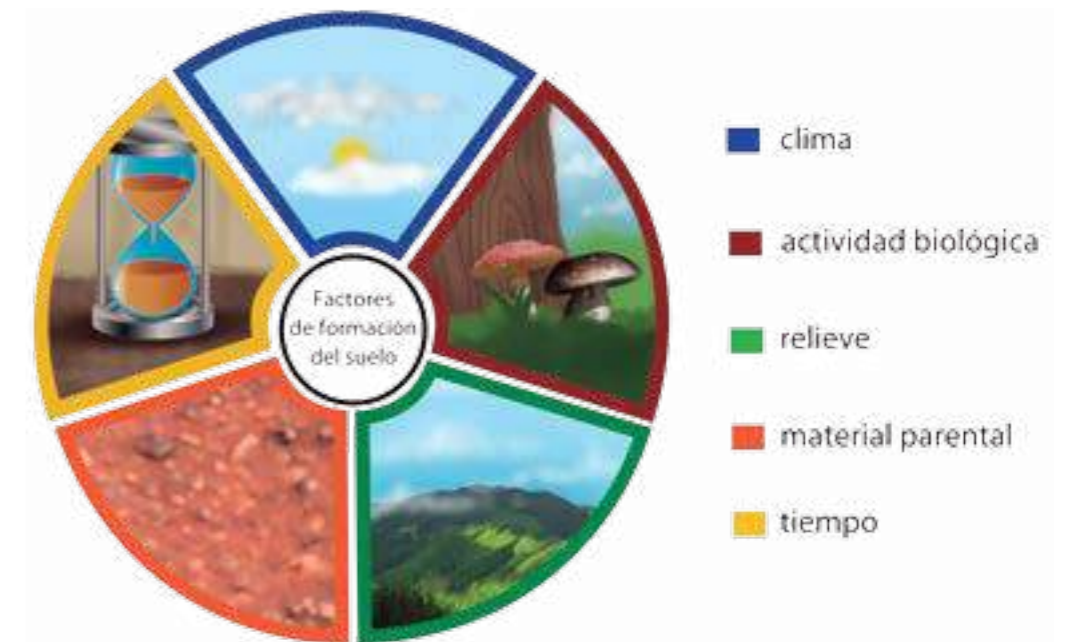 Factores
de formación
del suelo
clima
actividad biológica
relieve
material parental
tiempo